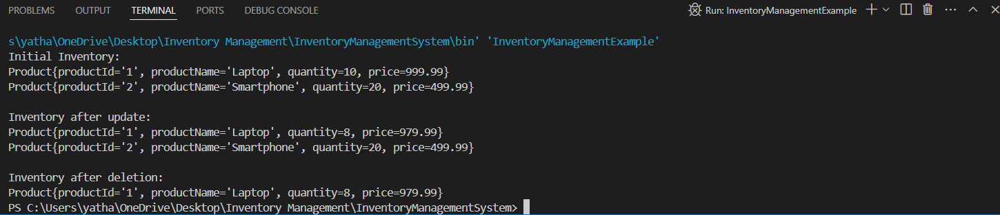 PROBLEMS OUTPUT TERMINAL PORTS DEBUG CONSOLE Run: InventoryManagementExample
s\yatha\OneDrive\Desktop\Inventory Management\InventoryManagementSystem\bin' 'InventoryManagementExample'
Initial Inventory:
Product{productId='1', productName='Laptop', quantity=10, price=999.99}
Product{productId='2', productName='Smartphone', quantity=20, price=499.99}
Inventory after update:
Product{productId='1', productName='Laptop', quantity=8, price=979.99}
Product{productId='2', productName='Smartphone', quantity=20, price=499.99}
Inventory after deletion:
Product{productId='1', productName='Laptop', quantity=8, price=979.99}
PS C:\Users\yatha\OneDrive\Desktop\Inventory Management\InventoryManagementSystem>